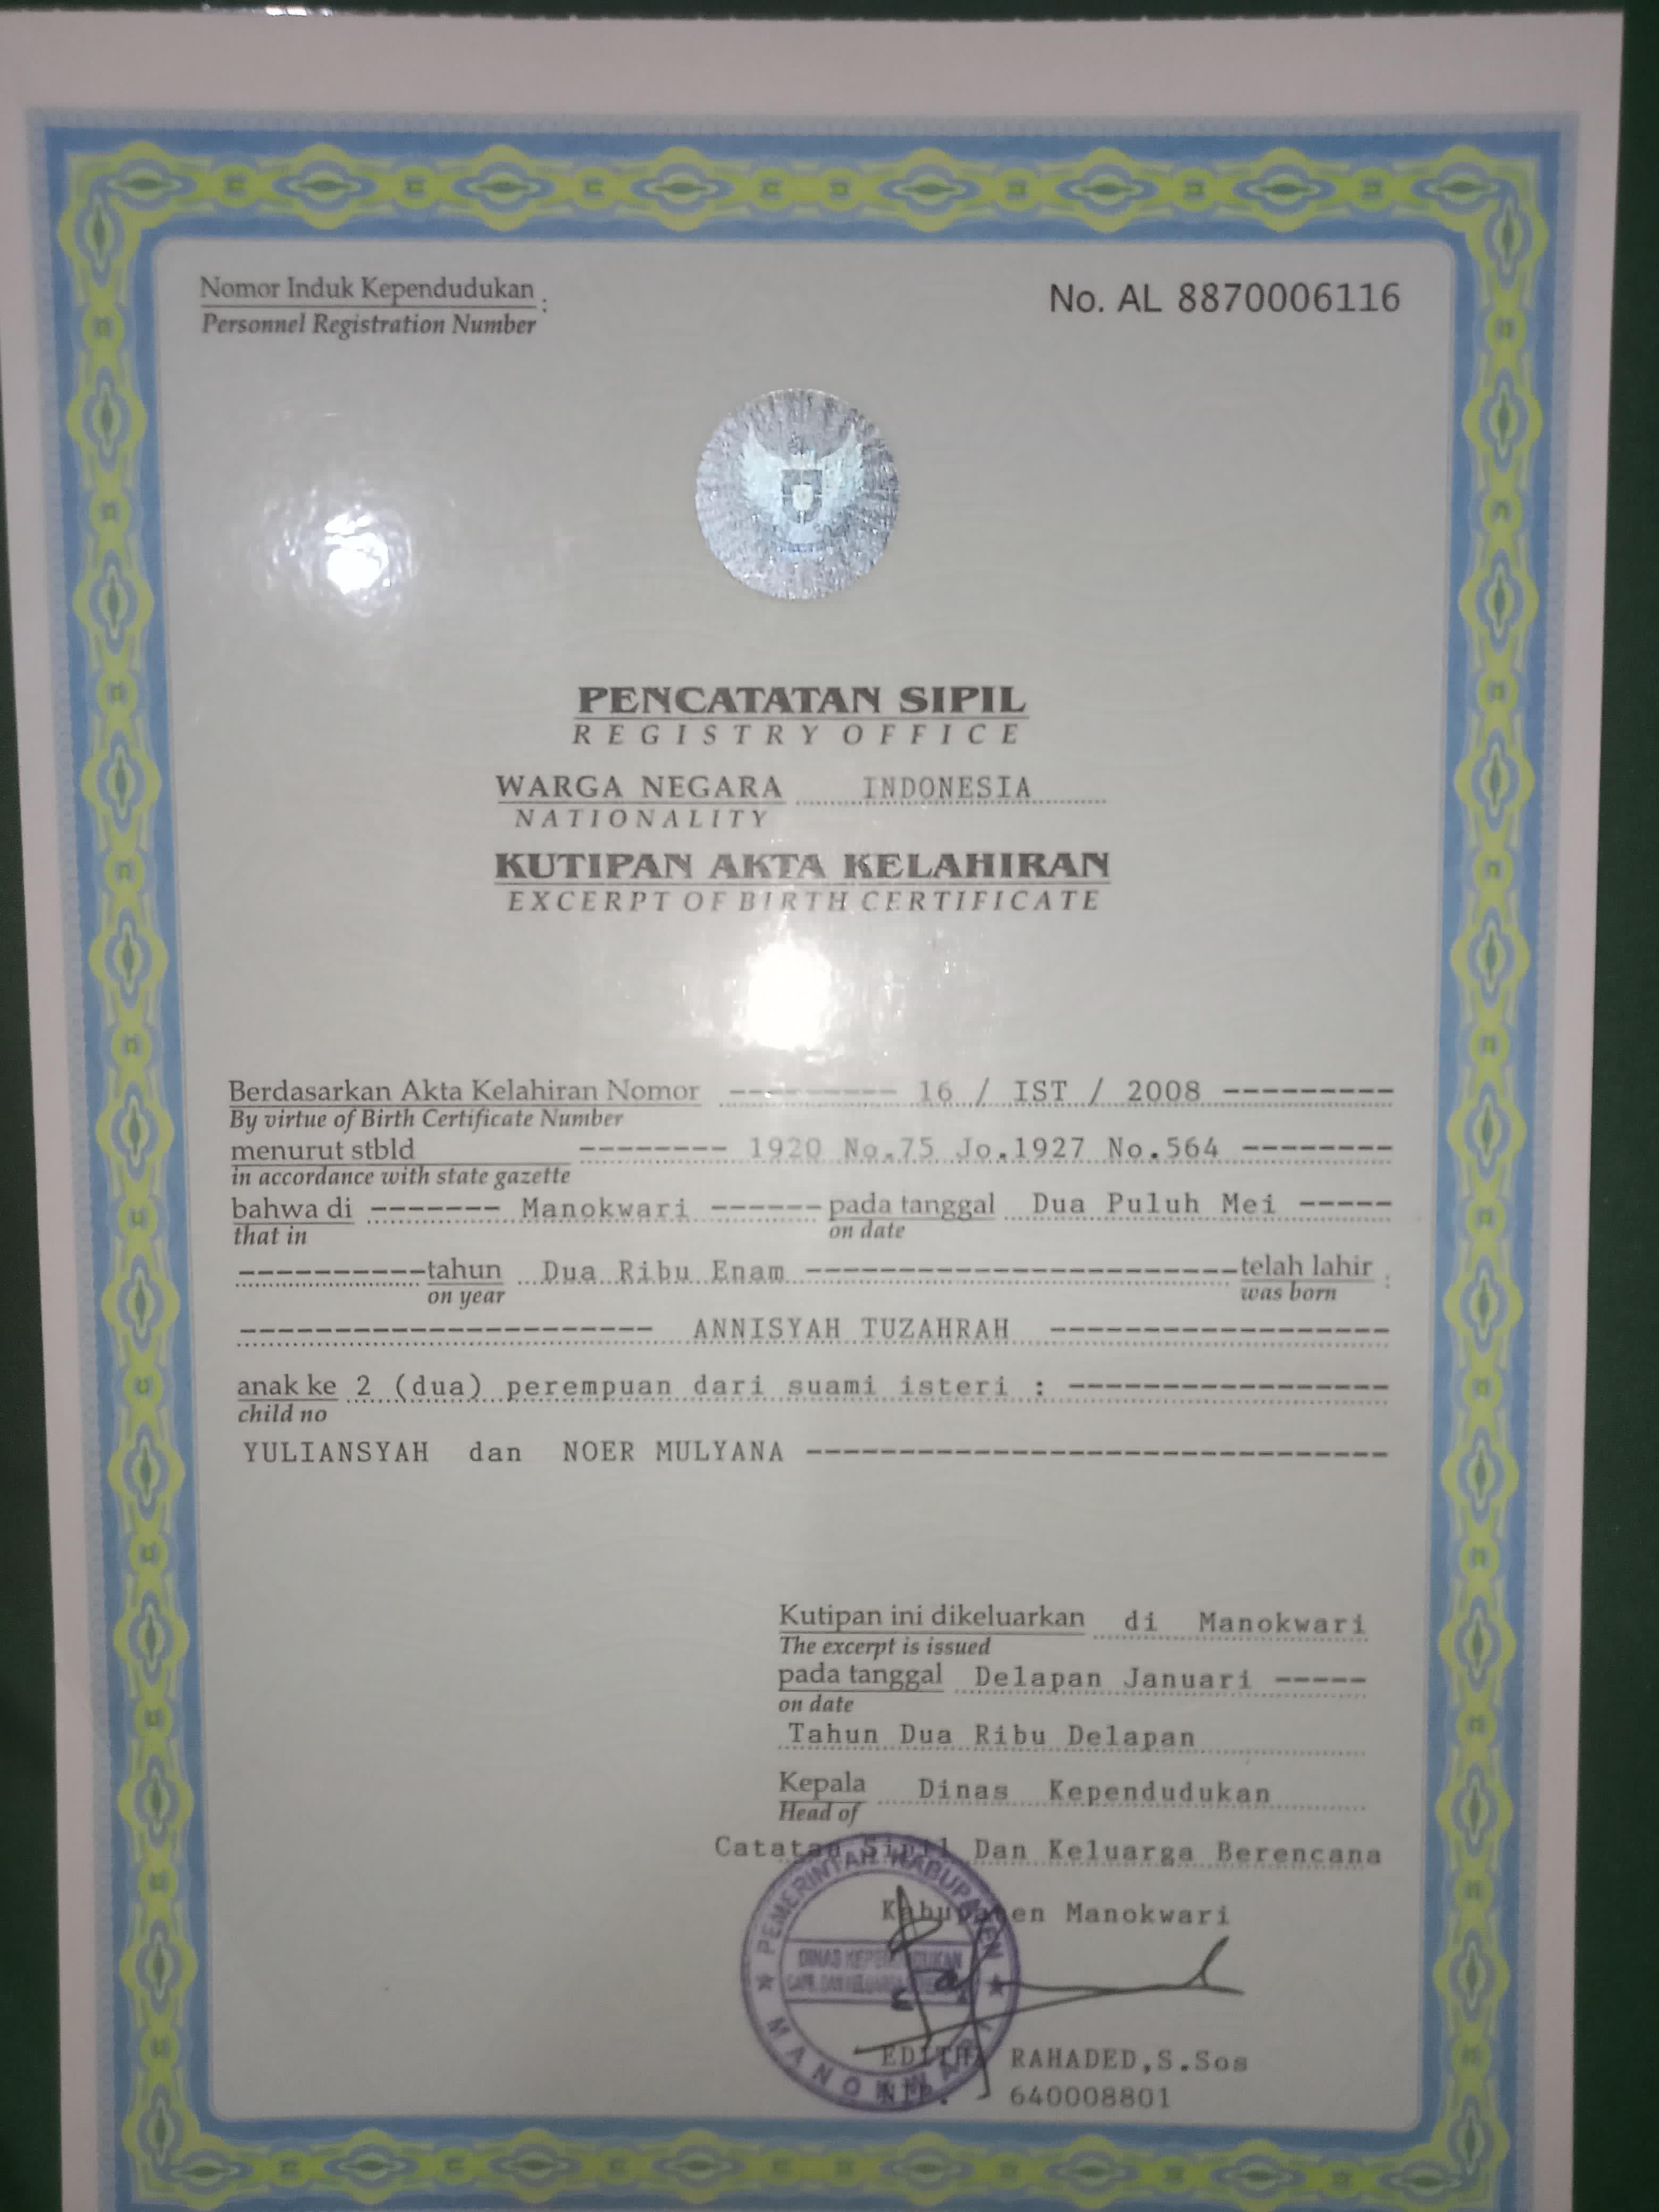 Nomor Induk Kependudukan :
Personnel Registration Number
No. AL 8870006116
PENCATATAN SIPIL
REGISTRY OFFICE
WARGA NEGARA INDONESIA
NATIONALITY
KUTIPAN AKTA KELAHIRAN
EXCERPT OF BIRTH CERTIFICATE
Berdasarkan Akta Kelahiran Nomor --------- 16 / IST / 2008 ---------
By virtue of Birth Certificate Number
menurut stbld -------- 1920 No.75 Jo.1927 No.564 --------
in accordance with state gazette
bahwa di ------- Manokwari ------ pada tanggal Dua Puluh Mei -----
that in on date
---------- tahun Dua Ribu Enam ----------------------- telah lahir :
on year was born
---------------------- ANNISYAH TUZAHRAH ------------------
anak ke 2 (dua) perempuan dari suami isteri : -----------------
child no
YULIANSYAH dan NOER MULYANA -------------------------------
Kutipan ini dikeluarkan di Manokwari
The excerpt is issued
pada tanggal Delapan Januari -----
on date
Tahun Dua Ribu Delapan
Kepala Dinas Kependudukan
Head of
Catatan Sipil Dan Keluarga Berencana
Kabupaten Manokwari
PEMERINTAH KABUPATEN
DINAS KEPENDUDUKAN
MANOKWARI
EDITHA RAHADED,S.Sos
NIP. 640008801